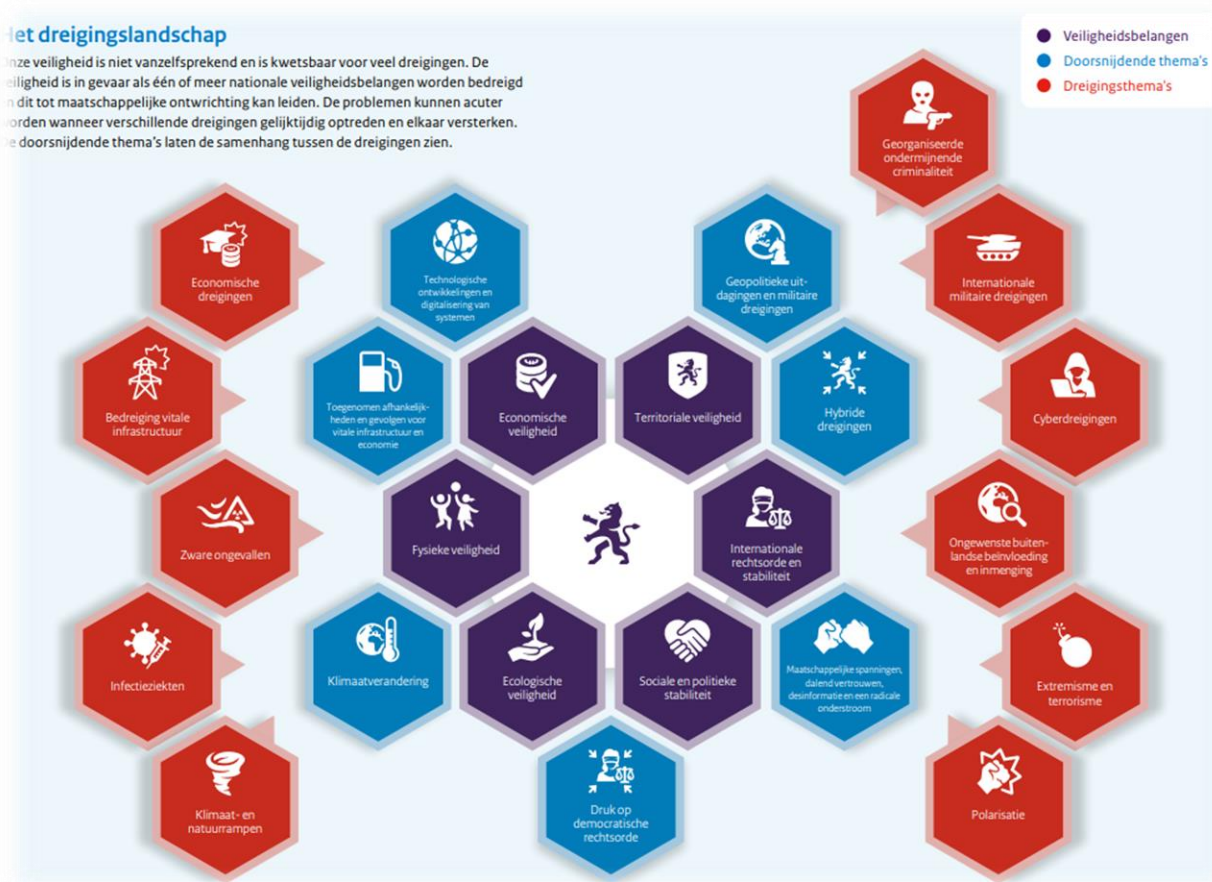 Het dreigingslandschap
Onze veiligheid is niet vanzelfsprekend en is kwetsbaar voor veel dreigingen. De
veiligheid is in gevaar als één of meer nationale veiligheidsbelangen worden bedreigd
en dit tot maatschappelijke ontwrichting kan leiden. De problemen kunnen acuter
worden wanneer verschillende dreigingen gelijktijdig optreden en elkaar versterken.
De doorsnijdende thema's laten de samenhang tussen de dreigingen zien.
Veiligheidsbelangen
Doorsnijdende thema's
Dreigingsthema's
Georganiseerde
ondermijnende
criminaliteit
Economische
dreigingen
Technologische
ontwikkelingen en
digitalisering van
systemen
Geopolitieke uit-
dagingen en militaire
dreigingen
Internationale
militaire dreigingen
Bedreiging vitale
infrastructuur
Toegenomen afhankelijk-
heden en gevolgen voor
vitale infrastructuur en
economie
Economische
veiligheid
Territoriale veiligheid
Hybride
dreigingen
Cyberdreigingen
Zware ongevallen
Fysieke veiligheid
Internationale
rechtsorde en
stabiliteit
Ongewenste buiten-
landse beïnvloeding
en inmenging
Infectieziekten
Klimaatverandering
Ecologische
veiligheid
Sociale en politieke
stabiliteit
Maatschappelijke spanningen,
dalend vertrouwen,
desinformatie en een radicale
onderstroom
Extremisme en
terrorisme
Klimaat- en
natuurrampen
Druk op
democratische
rechtsorde
Polarisatie